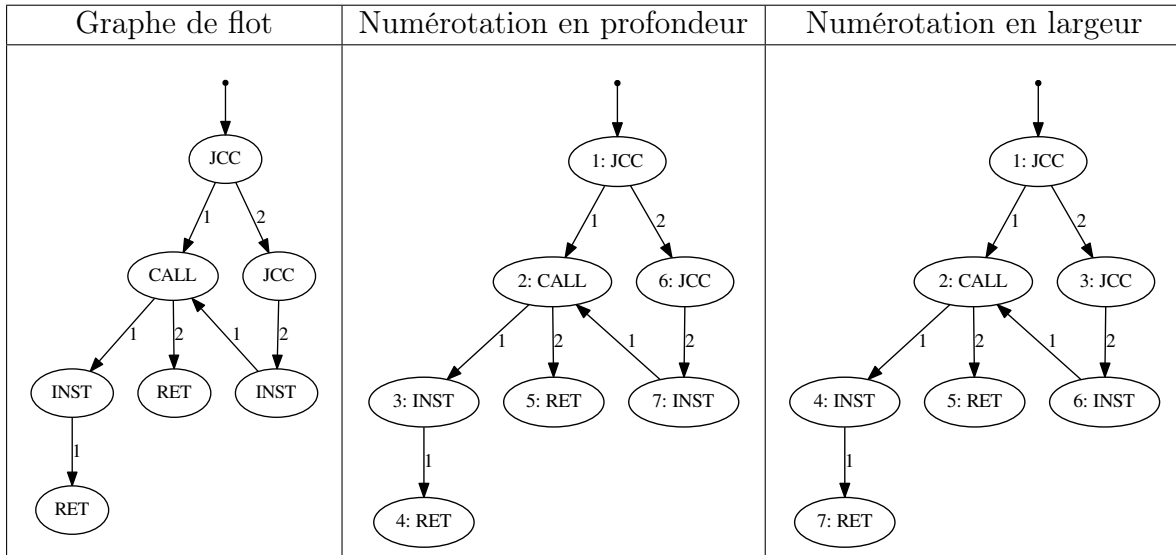 Graphe de flot
Numérotation en profondeur
Numérotation en largeur
JCC
1
2
CALL
JCC
1
2
1
2
INST
RET
INST
1
RET
1: JCC
1
2
2: CALL
6: JCC
1
2
1
2
3: INST
5: RET
7: INST
1
4: RET
1: JCC
1
2
2: CALL
3: JCC
1
2
1
2
4: INST
5: RET
6: INST
1
7: RET